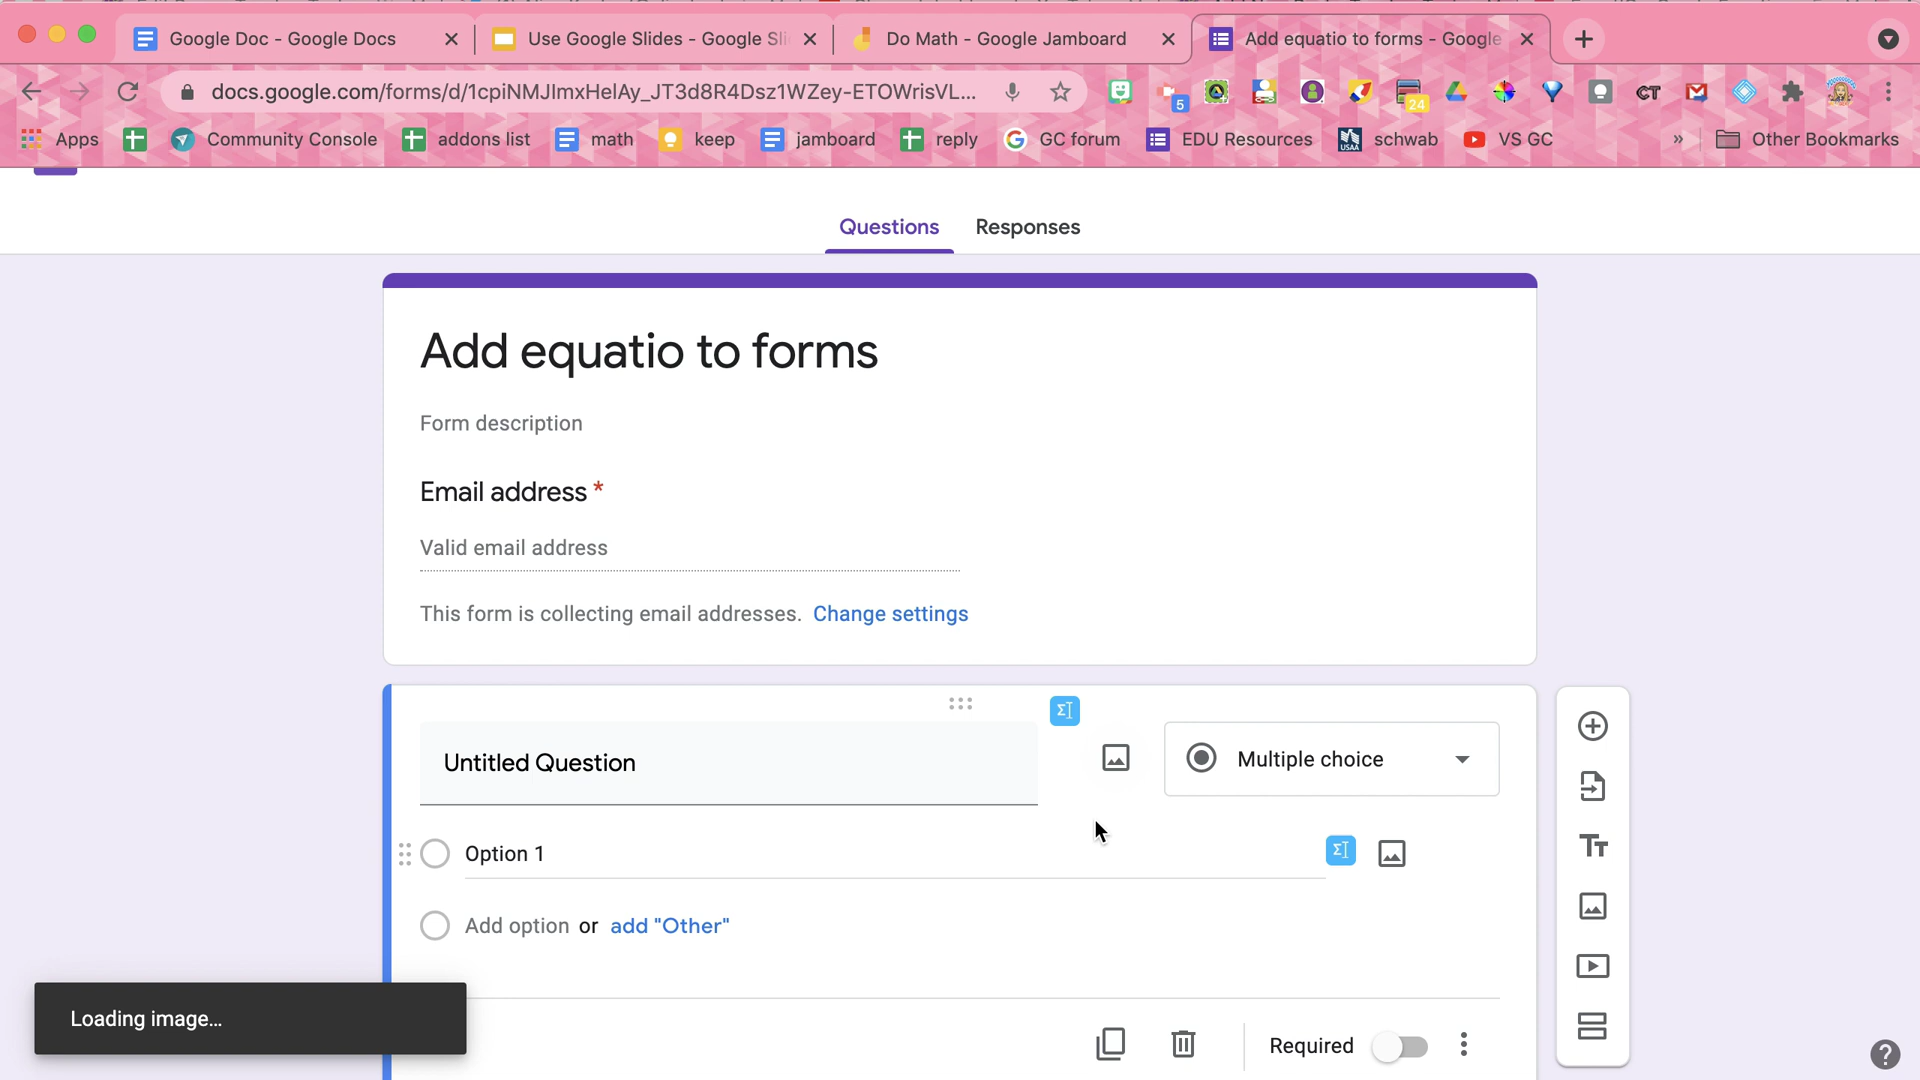 Google Doc - Google Docs
Use Google Slides - Google Sli
Do Math - Google Jamboard
Add equatio to forms - Google
docs.google.com/forms/d/1cpiNMJlmxHelAy_JT3d8R4Dsz1WZey-ETOWrisVL...
5
24
CT
Apps
Community Console
addons list
math
keep
jamboard
reply
GC forum
EDU Resources
USAA
schwab
VS GC
»
Other Bookmarks
Questions
Responses
Add equatio to forms
Form description
Email address *
Valid email address
This form is collecting email addresses. Change settings
Untitled Question
Multiple choice
Option 1
Add option or add "Other"
Loading image...
Required